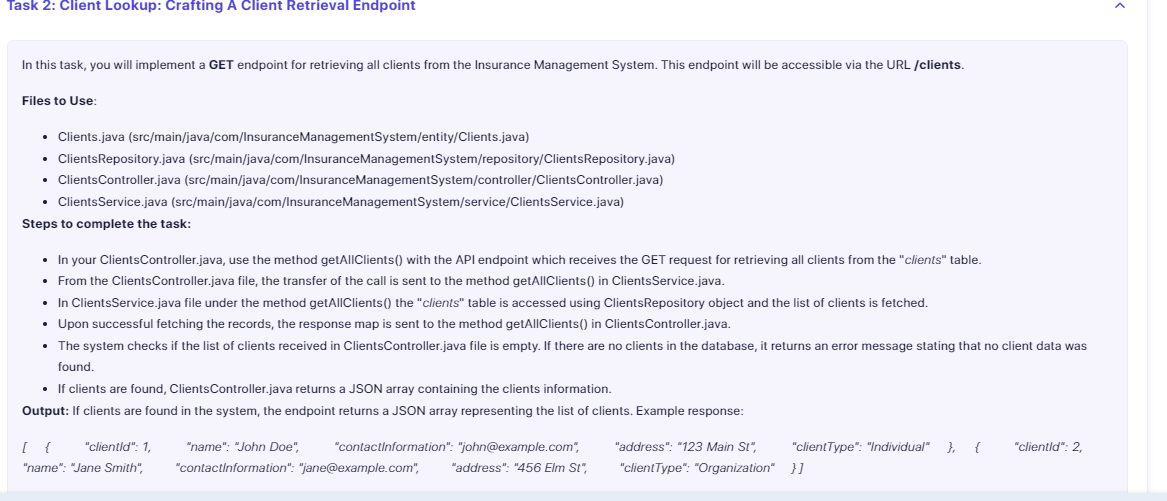 Task 2: Client Lookup: Crafting A Client Retrieval Endpoint
In this task, you will implement a GET endpoint for retrieving all clients from the Insurance Management System. This endpoint will be accessible via the URL /clients.
Files to Use:
• Clients.java (src/main/java/com/InsuranceManagementSystem/entity/Clients.java)
• ClientsRepository.java (src/main/java/com/InsuranceManagementSystem/repository/ClientsRepository.java)
• ClientsController.java (src/main/java/com/InsuranceManagementSystem/controller/ClientsController.java)
• ClientsService.java (src/main/java/com/InsuranceManagementSystem/service/ClientsService.java)
Steps to complete the task:
• In your ClientsController.java, use the method getAllClients() with the API endpoint which receives the GET request for retrieving all clients from the "clients" table.
• From the ClientsController.java file, the transfer of the call is sent to the method getAllClients() in ClientsService.java.
• In ClientsService.java file under the method getAllClients() the "clients" table is accessed using ClientsRepository object and the list of clients is fetched.
• Upon successful fetching the records, the response map is sent to the method getAllClients() in ClientsController.java.
• The system checks if the list of clients received in ClientsController.java file is empty. If there are no clients in the database, it returns an error message stating that no client data was
found.
• If clients are found, ClientsController.java returns a JSON array containing the clients information.
Output: If clients are found in the system, the endpoint returns a JSON array representing the list of clients. Example response:
[ { "clientId": 1, "name": "John Doe", "contactInformation": "john@example.com", "address": "123 Main St", "clientType": "Individual" }, { "clientId": 2,
"name": "Jane Smith", "contactInformation": "jane@example.com", "address": "456 Elm St", "clientType": "Organization" } ]